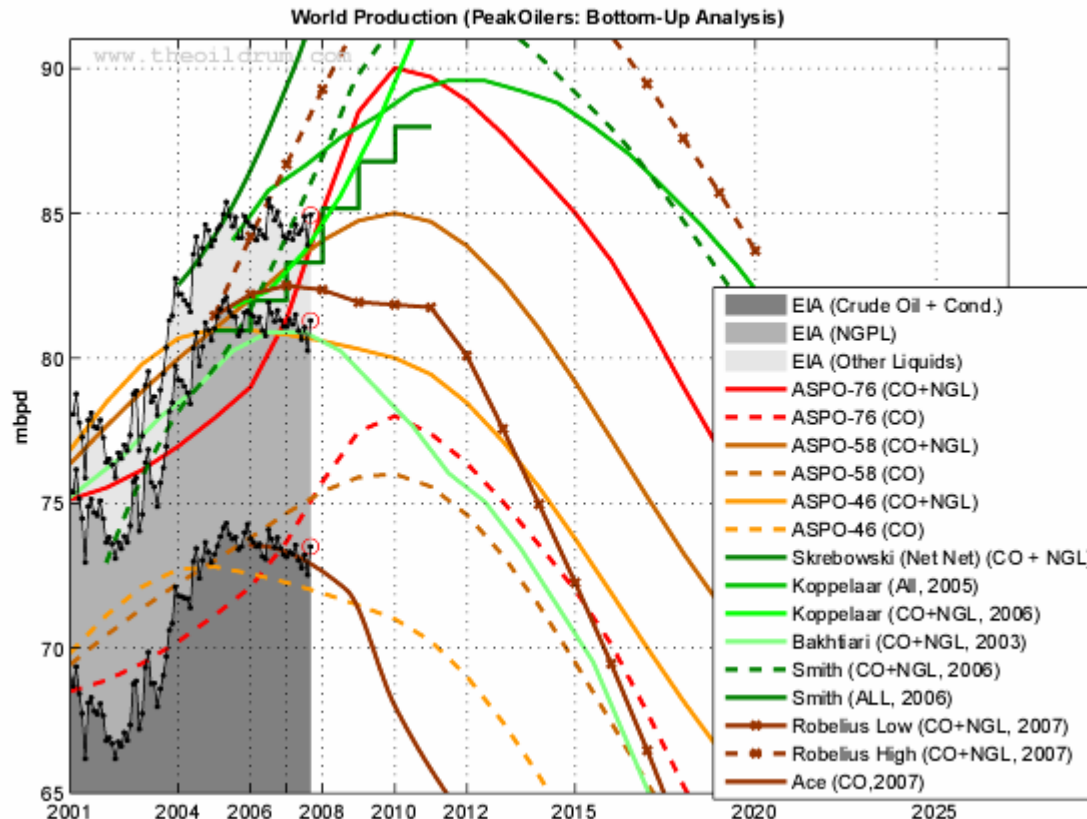 World Production (PeakOilers: Bottom-Up Analysis)
www.theoildrum.com
90
85
80
75
70
65
mbpd
2001
2004
2006
2008
2010
2012
2015
2020
2025
EIA (Crude Oil + Cond.)
EIA (NGPL)
EIA (Other Liquids)
ASPO-76 (CO+NGL)
ASPO-76 (CO)
ASPO-58 (CO+NGL)
ASPO-58 (CO)
ASPO-46 (CO+NGL)
ASPO-46 (CO)
Skrebowski (Net Net) (CO + NGL)
Koppelaar (All, 2005)
Koppelaar (CO+NGL, 2006)
Bakhtiari (CO+NGL, 2003)
Smith (CO+NGL, 2006)
Smith (ALL, 2006)
Robelius Low (CO+NGL, 2007)
Robelius High (CO+NGL, 2007)
Ace (CO,2007)